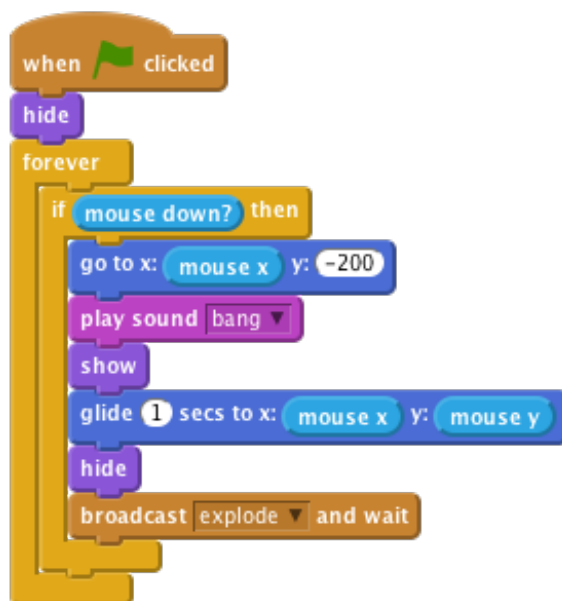 when clicked
hide
forever
if mouse down? then
go to x: mouse x y: -200
play sound bang
show
glide 1 secs to x: mouse x y: mouse y
hide
broadcast explode and wait